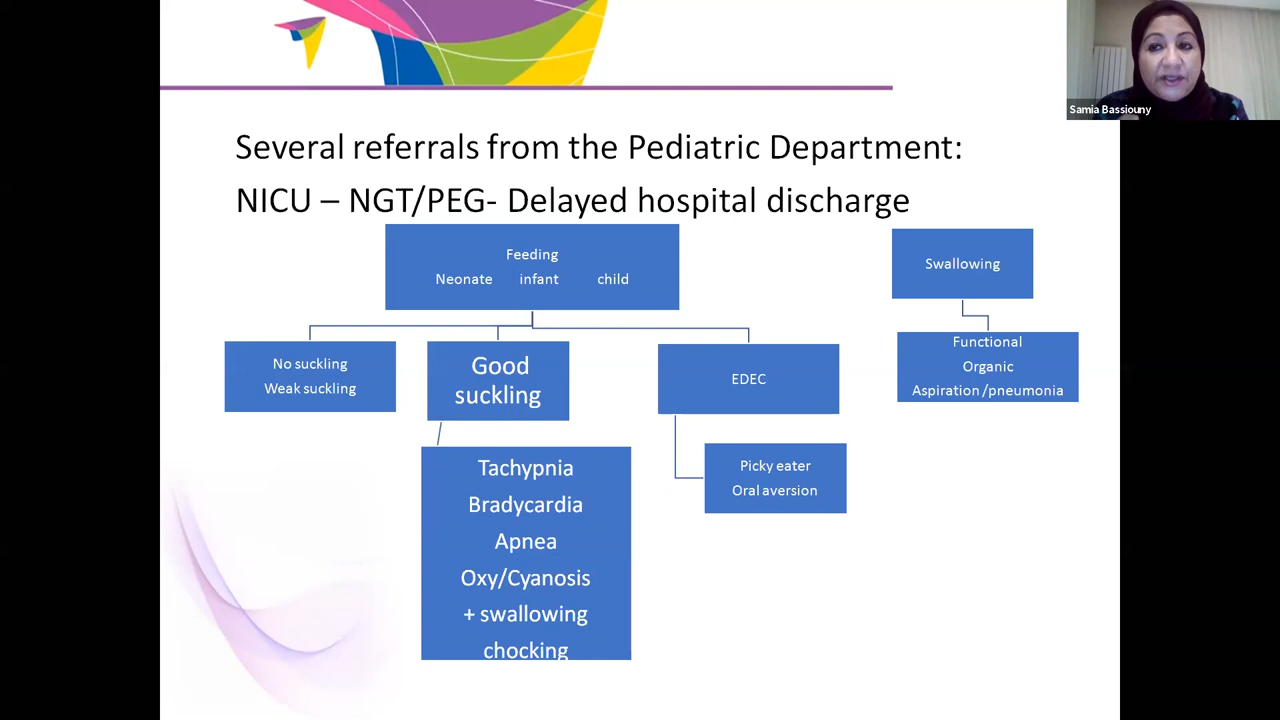 Samia Bassiouny
Several referrals from the Pediatric Department:
NICU – NGT/PEG- Delayed hospital discharge
Feeding
Neonate infant child
Swallowing
No suckling
Weak suckling
Good
suckling
EDEC
Functional
Organic
Aspiration/pneumonia
Tachypnia
Bradycardia
Apnea
Oxy/Cyanosis
+ swallowing
chocking
Picky eater
Oral aversion